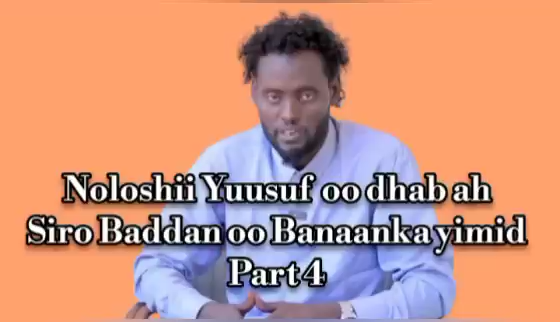 Noloshii Yuusuf oo dhab ah
Siro Baddan oo Banaanka yimid
Part 4